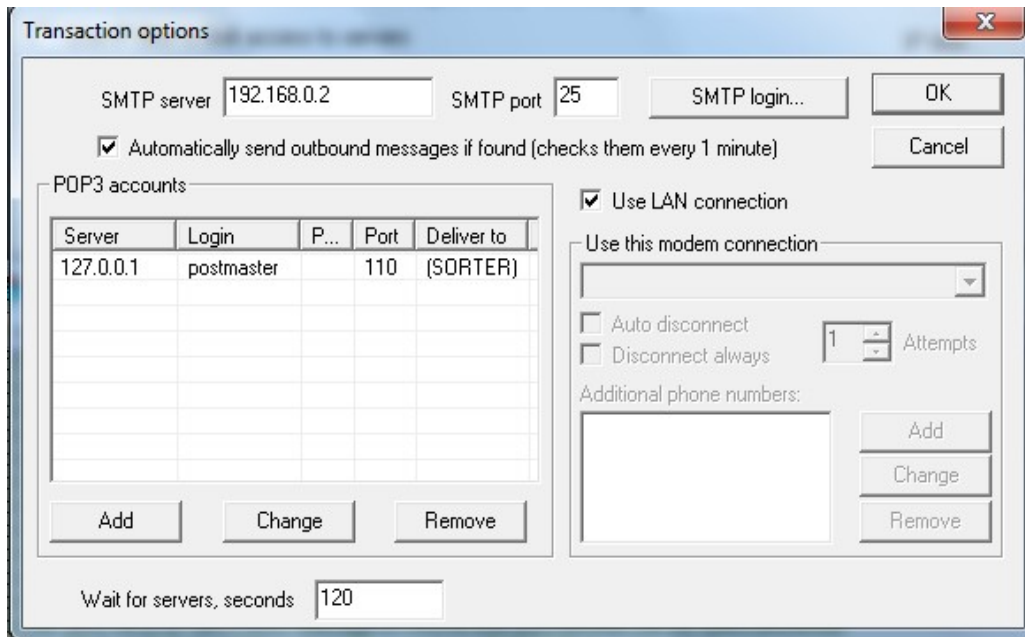 Transaction options
SMTP server 192.168.0.2 SMTP port 25 SMTP login... OK
Automatically send outbound messages if found (checks them every 1 minute) Cancel
POP3 accounts
Server Login P... Port Deliver to
127.0.0.1 postmaster 110 (SORTER)
Add Change Remove
Use LAN connection
Use this modem connection
Auto disconnect
Disconnect always
1 Attempts
Additional phone numbers:
Add
Change
Remove
Wait for servers, seconds 120